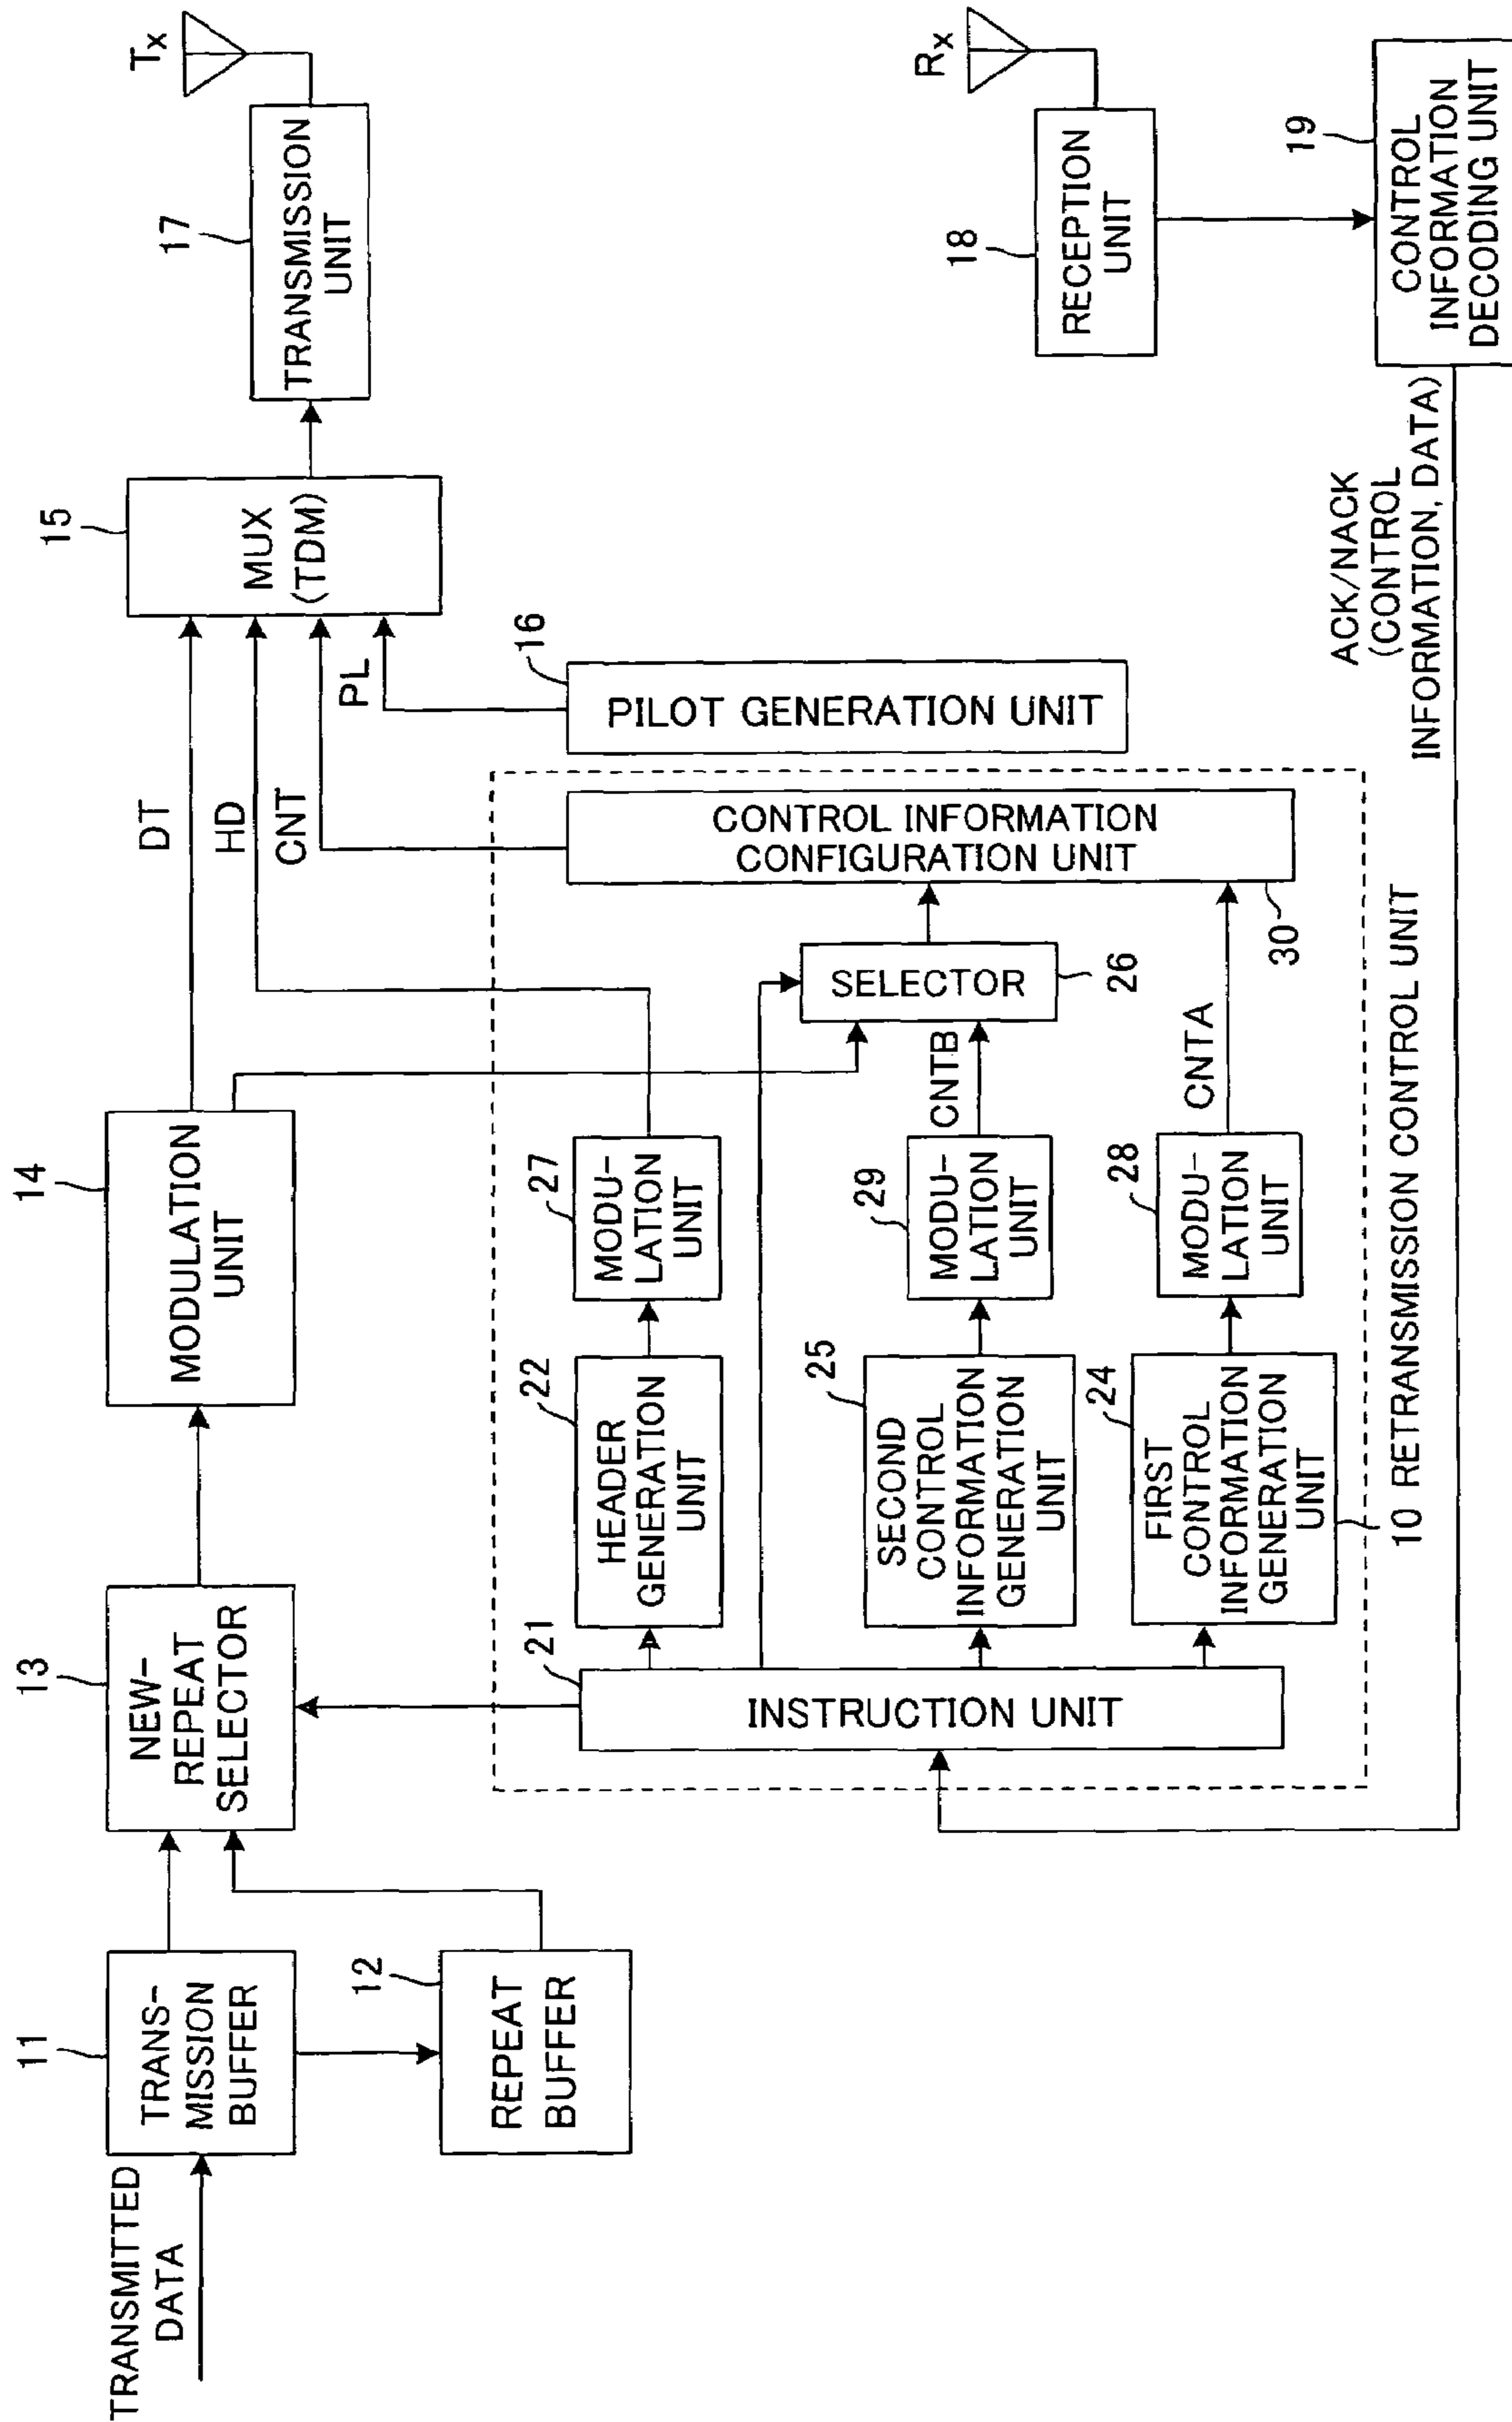 TRANSMITTED
DATA
11
TRANS-
MISSION
BUFFER
12
REPEAT
BUFFER
13
NEW-
REPEAT
SELECTOR
14
MODULATION
UNIT
DT
HD
CNT
PL
15
MUX
(TDM)
17
TRANSMISSION
UNIT
Tx
16
PILOT GENERATION UNIT
21
INSTRUCTION UNIT
22
HEADER
GENERATION
UNIT
27
MODU-
LATION
UNIT
25
SECOND
CONTROL
INFORMATION
GENERATION
UNIT
29
MODU-
LATION
UNIT
CNTB
SELECTOR
26
24
FIRST
CONTROL
INFORMATION
GENERATION
UNIT
28
MODU-
LATION
UNIT
CNTA
CONTROL INFORMATION
CONFIGURATION UNIT
30
10 RETRANSMISSION CONTROL UNIT
Rx
18
RECEPTION
UNIT
19
CONTROL
INFORMATION
DECODING UNIT
ACK/NACK
(CONTROL
INFORMATION, DATA)